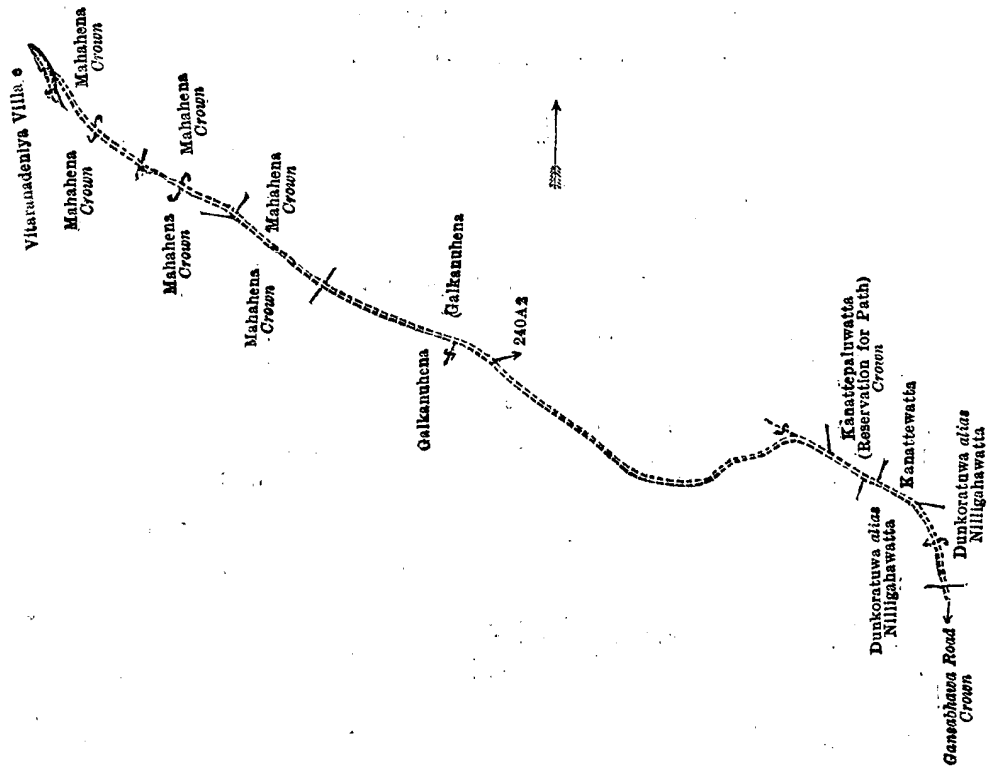 Vitaranadeniya Villa e
Mahahena
Crown
Mahahena
Crown
Mahahena
Crown
Mahahena
Crown
Mahahena
Crown
Mahahena
Crown
Galkanuhena
Galkanuhena
240A2
Kanattepaluwatta
(Reservation for Path)
Crown
Kanattewatta
Dunkoratuwa alias
Nilligahawatta
Dunkoratuwa alias
Nilligahawatta
Gansabhawa Road
Crown